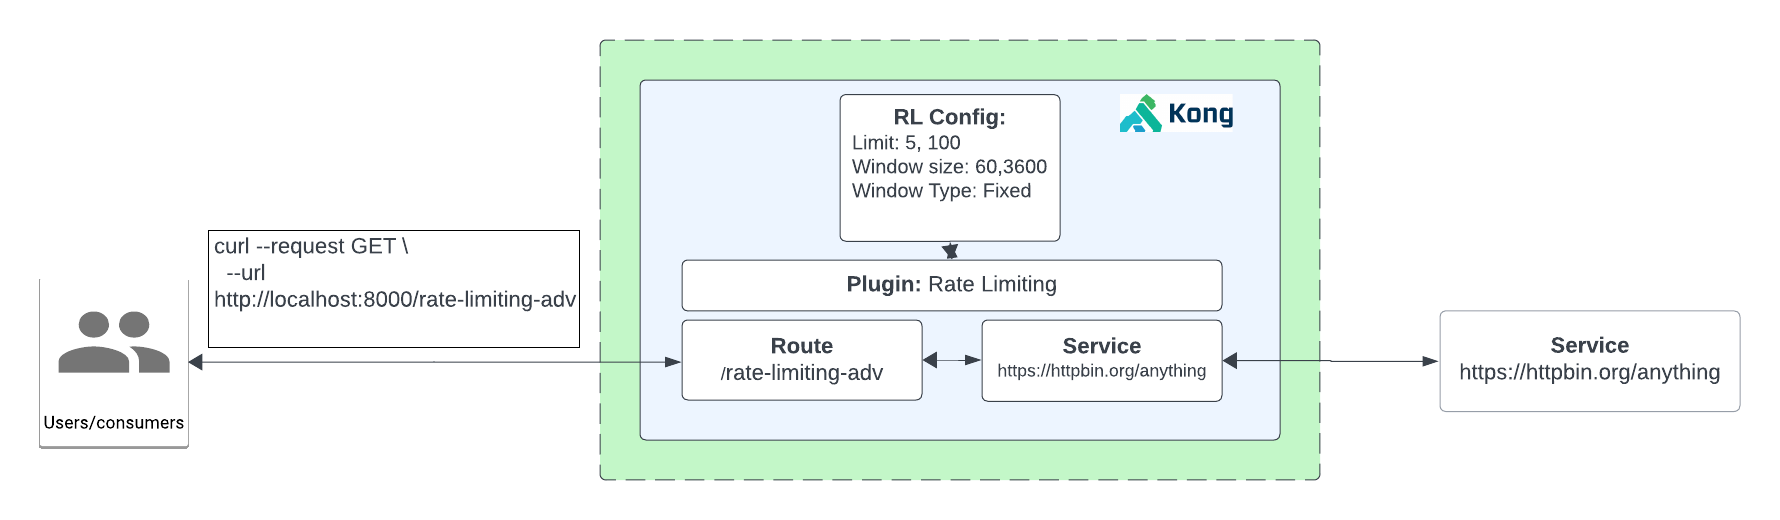 RL Config:
Limit: 5, 100
Window size: 60,3600
Window Type: Fixed
Kong
curl --request GET \
--url
http://localhost:8000/rate-limiting-adv
Plugin: Rate Limiting
Route
/rate-limiting-adv
Service
https://httpbin.org/anything
Service
https://httpbin.org/anything
Users/consumers